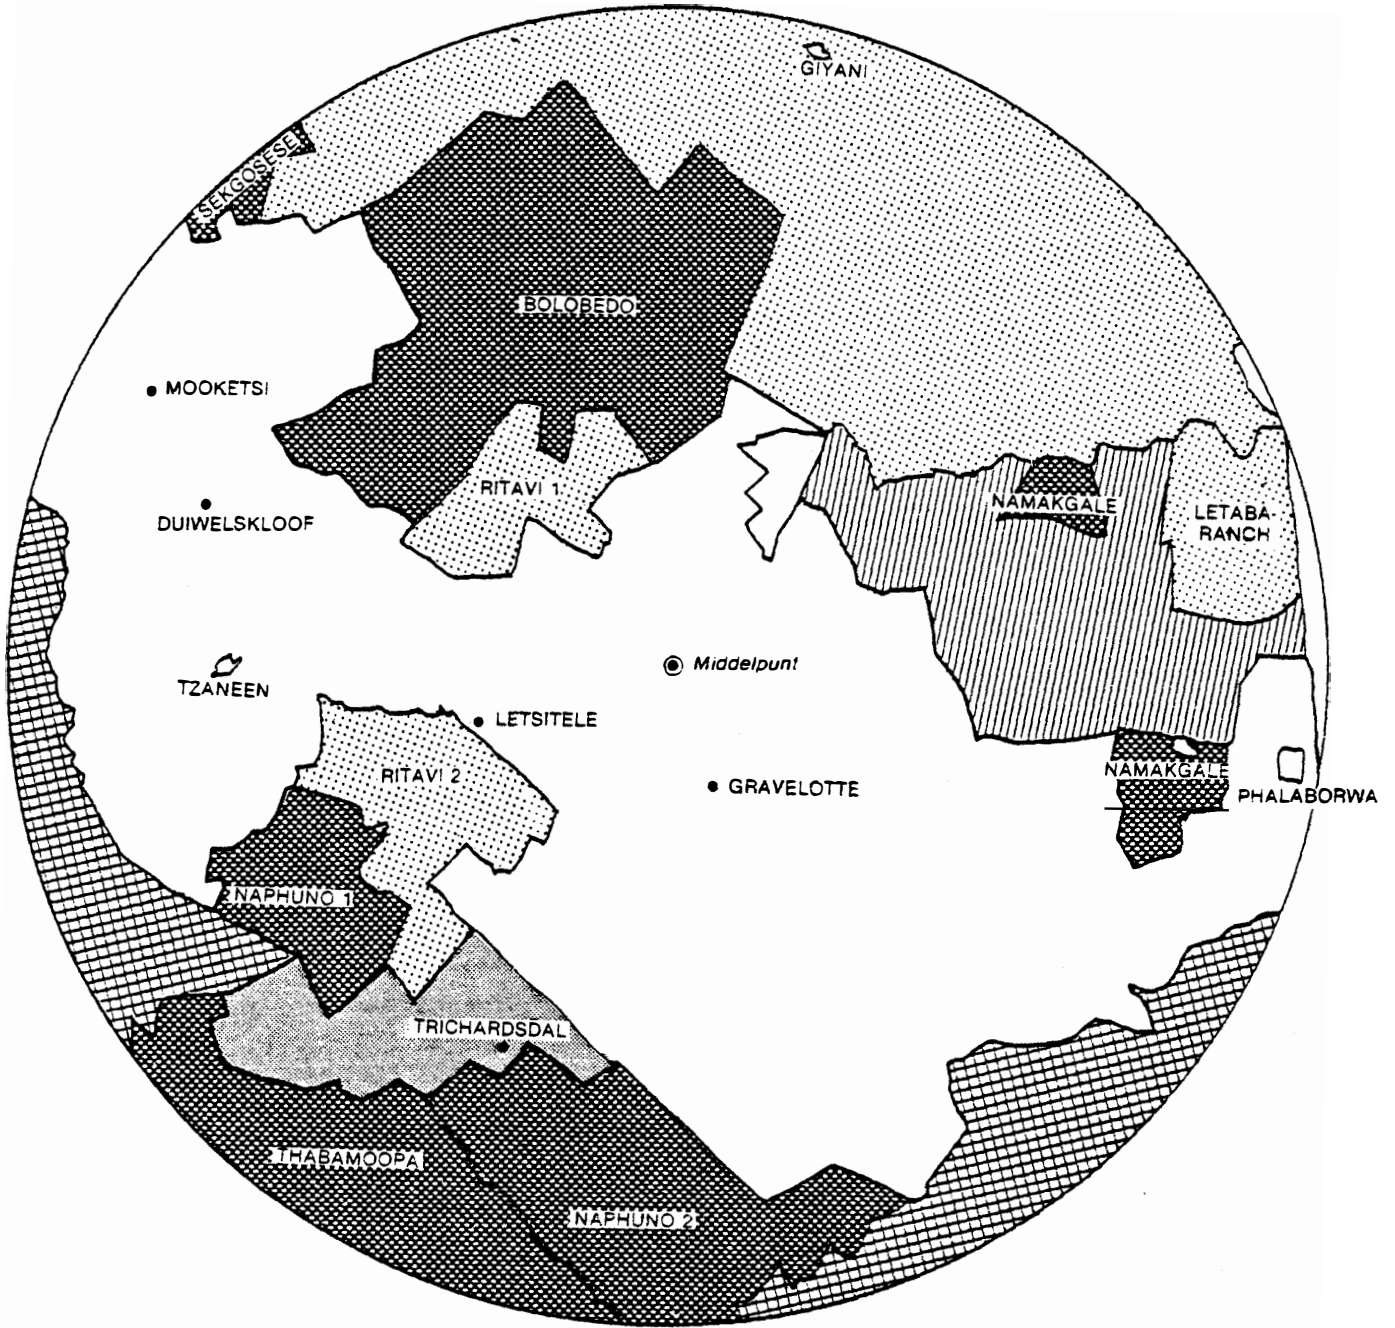 GIYANI
SEKGOSESE
BOLOBEDO
MOOKETSI
RITAVI 1
NAMAKGALE
LETABA-
RANCH
DUIWELSKLOOF
Middelpunt
TZANEEN
LETSITELE
RITAVI 2
NAMAKGALE
GRAVELOTTE
PHALABORWA
NAPHUNO 1
TRICHARDSDAL
THABAMOOPA
NAPHUNO 2